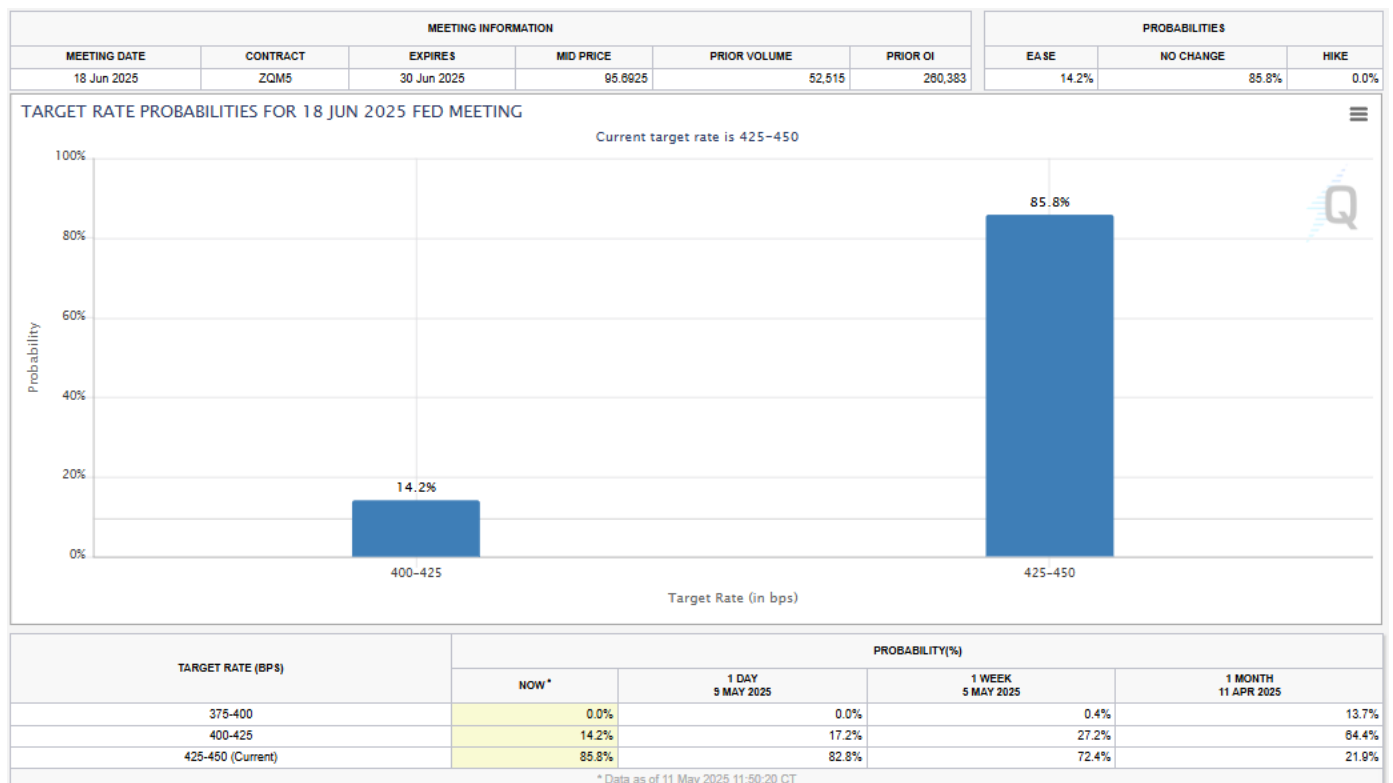 MEETING INFORMATION
MEETING DATE CONTRACT EXPIRES MID PRICE PRIOR VOLUME PRIOR OI
18 Jun 2025 ZQM5 30 Jun 2025 95.6925 52,515 260,383
PROBABILITIES
EASE NO CHANGE HIKE
14.2% 85.8% 0.0%
TARGET RATE PROBABILITIES FOR 18 JUN 2025 FED MEETING
Current target rate is 425-450
Probability
100%
80%
60%
40%
20%
0%
14.2%
85.8%
400-425
425-450
Target Rate (in bps)
Q
TARGET RATE (BPS) PROBABILITY(%)
NOW * 1 DAY 1 WEEK 1 MONTH
9 MAY 2025 5 MAY 2025 11 APR 2025
375-400 0.0% 0.0% 0.4% 13.7%
400-425 14.2% 17.2% 27.2% 64.4%
425-450 (Current) 85.8% 82.8% 72.4% 21.9%
* Data as of 11 May 2025 11:50:20 CT